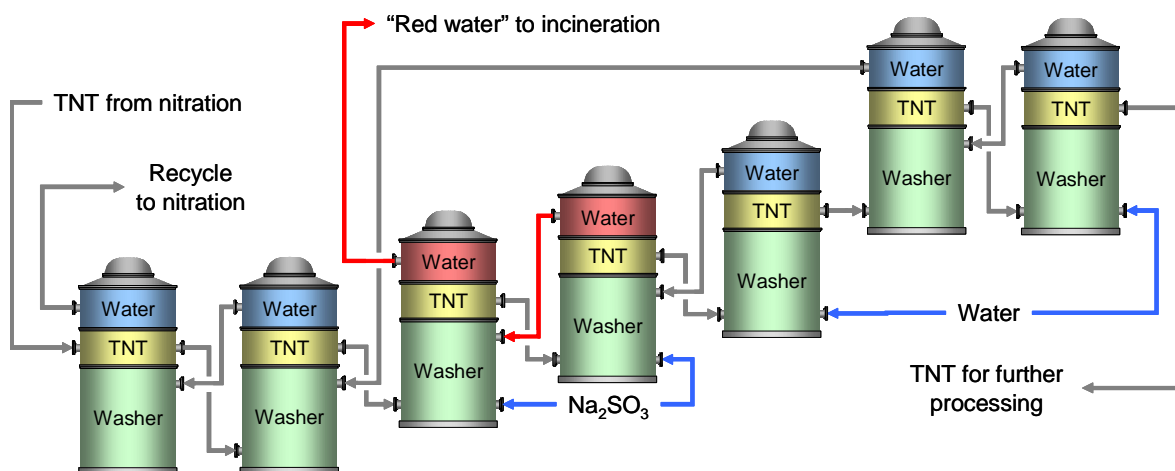 “Red water” to incineration
TNT from nitration
Recycle
to nitration
Water
TNT
Washer
Water
TNT
Washer
Water
TNT
Washer
Water
TNT
Washer
Water
TNT
Washer
Water
TNT
Washer
Water
TNT
Washer
Na₂SO₃
Water
TNT for further
processing